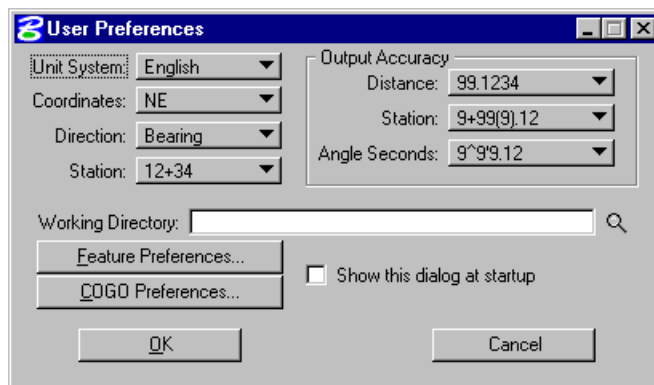 User Preferences
Unit System: English
Coordinates: NE
Direction: Bearing
Station: 12+34
Output Accuracy
Distance: 99.1234
Station: 9+99(9).12
Angle Seconds: 9^9'9.12
Working Directory:
Feature Preferences...
COGO Preferences...
Show this dialog at startup
OK
Cancel